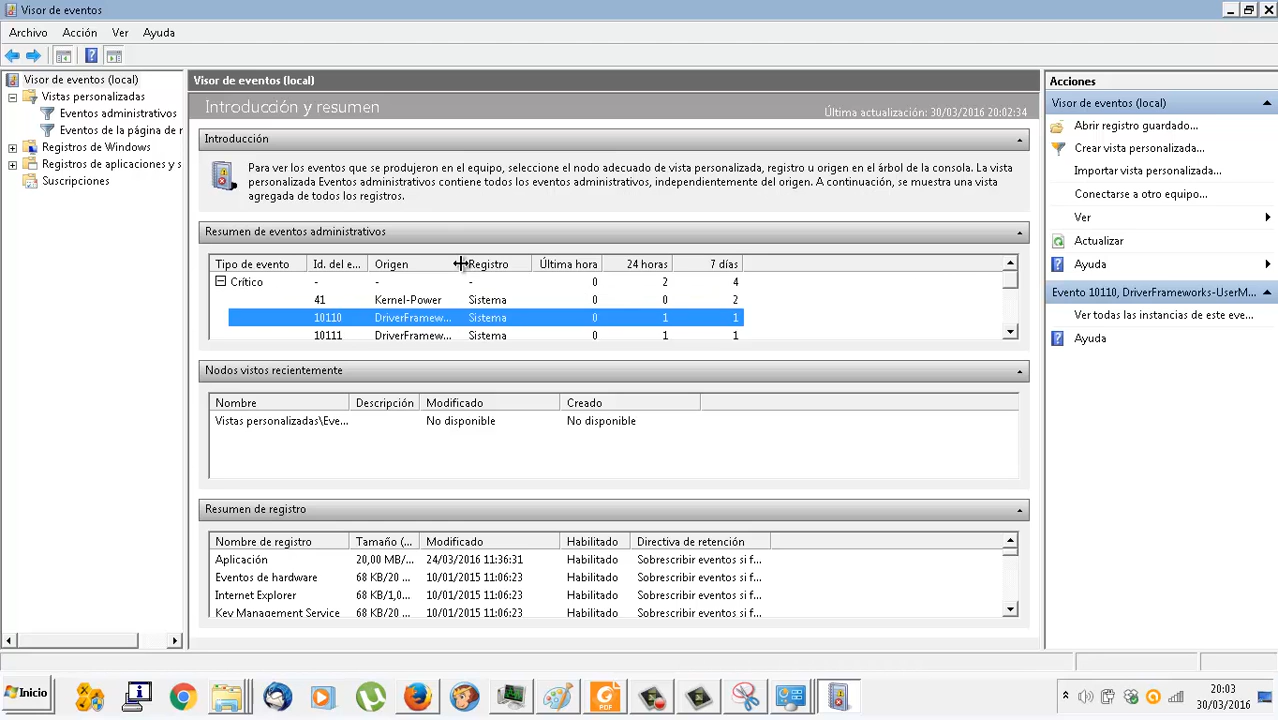 Visor de eventos
Archivo Acción Ver Ayuda
Visor de eventos (local)
Vistas personalizadas
Eventos administrativos
Eventos de la página de r
Registros de Windows
Registros de aplicaciones y s
Suscripciones
Visor de eventos (local)
Introducción y resumen
Última actualización: 30/03/2016 20:02:34
Introducción
Para ver los eventos que se produjeron en el equipo, seleccione el nodo adecuado de vista personalizada, registro u origen en el árbol de la consola. La vista
personalizada Eventos administrativos contiene todos los eventos administrativos, independientemente del origen. A continuación, se muestra una vista
agregada de todos los registros.
Resumen de eventos administrativos
Tipo de evento Id. del e... Origen Registro Última hora 24 horas 7 días
Crítico - - - 0 2 4
41 Kernel-Power Sistema 0 0 2
10110 DriverFramew... Sistema 0 1 1
10111 DriverFramew... Sistema 0 1 1
Nodos vistos recientemente
Nombre Descripción Modificado Creado
Vistas personalizadas\Eve... No disponible No disponible
Resumen de registro
Nombre de registro Tamaño (... Modificado Habilitado Directiva de retención
Aplicación 20,00 MB/... 24/03/2016 11:36:31 Habilitado Sobrescribir eventos si f...
Eventos de hardware 68 KB/20 ... 10/01/2015 11:06:23 Habilitado Sobrescribir eventos si f...
Internet Explorer 68 KB/1,0... 10/01/2015 11:06:23 Habilitado Sobrescribir eventos si f...
Key Management Service 68 KB/20 ... 10/01/2015 11:06:23 Habilitado Sobrescribir eventos si f...
Acciones
Visor de eventos (local)
Abrir registro guardado...
Crear vista personalizada...
Importar vista personalizada...
Conectarse a otro equipo...
Ver
Actualizar
Ayuda
Evento 10110, DriverFrameworks-UserM...
Ver todas las instancias de este eve...
Ayuda
Inicio
PDF
20:03
30/03/2016